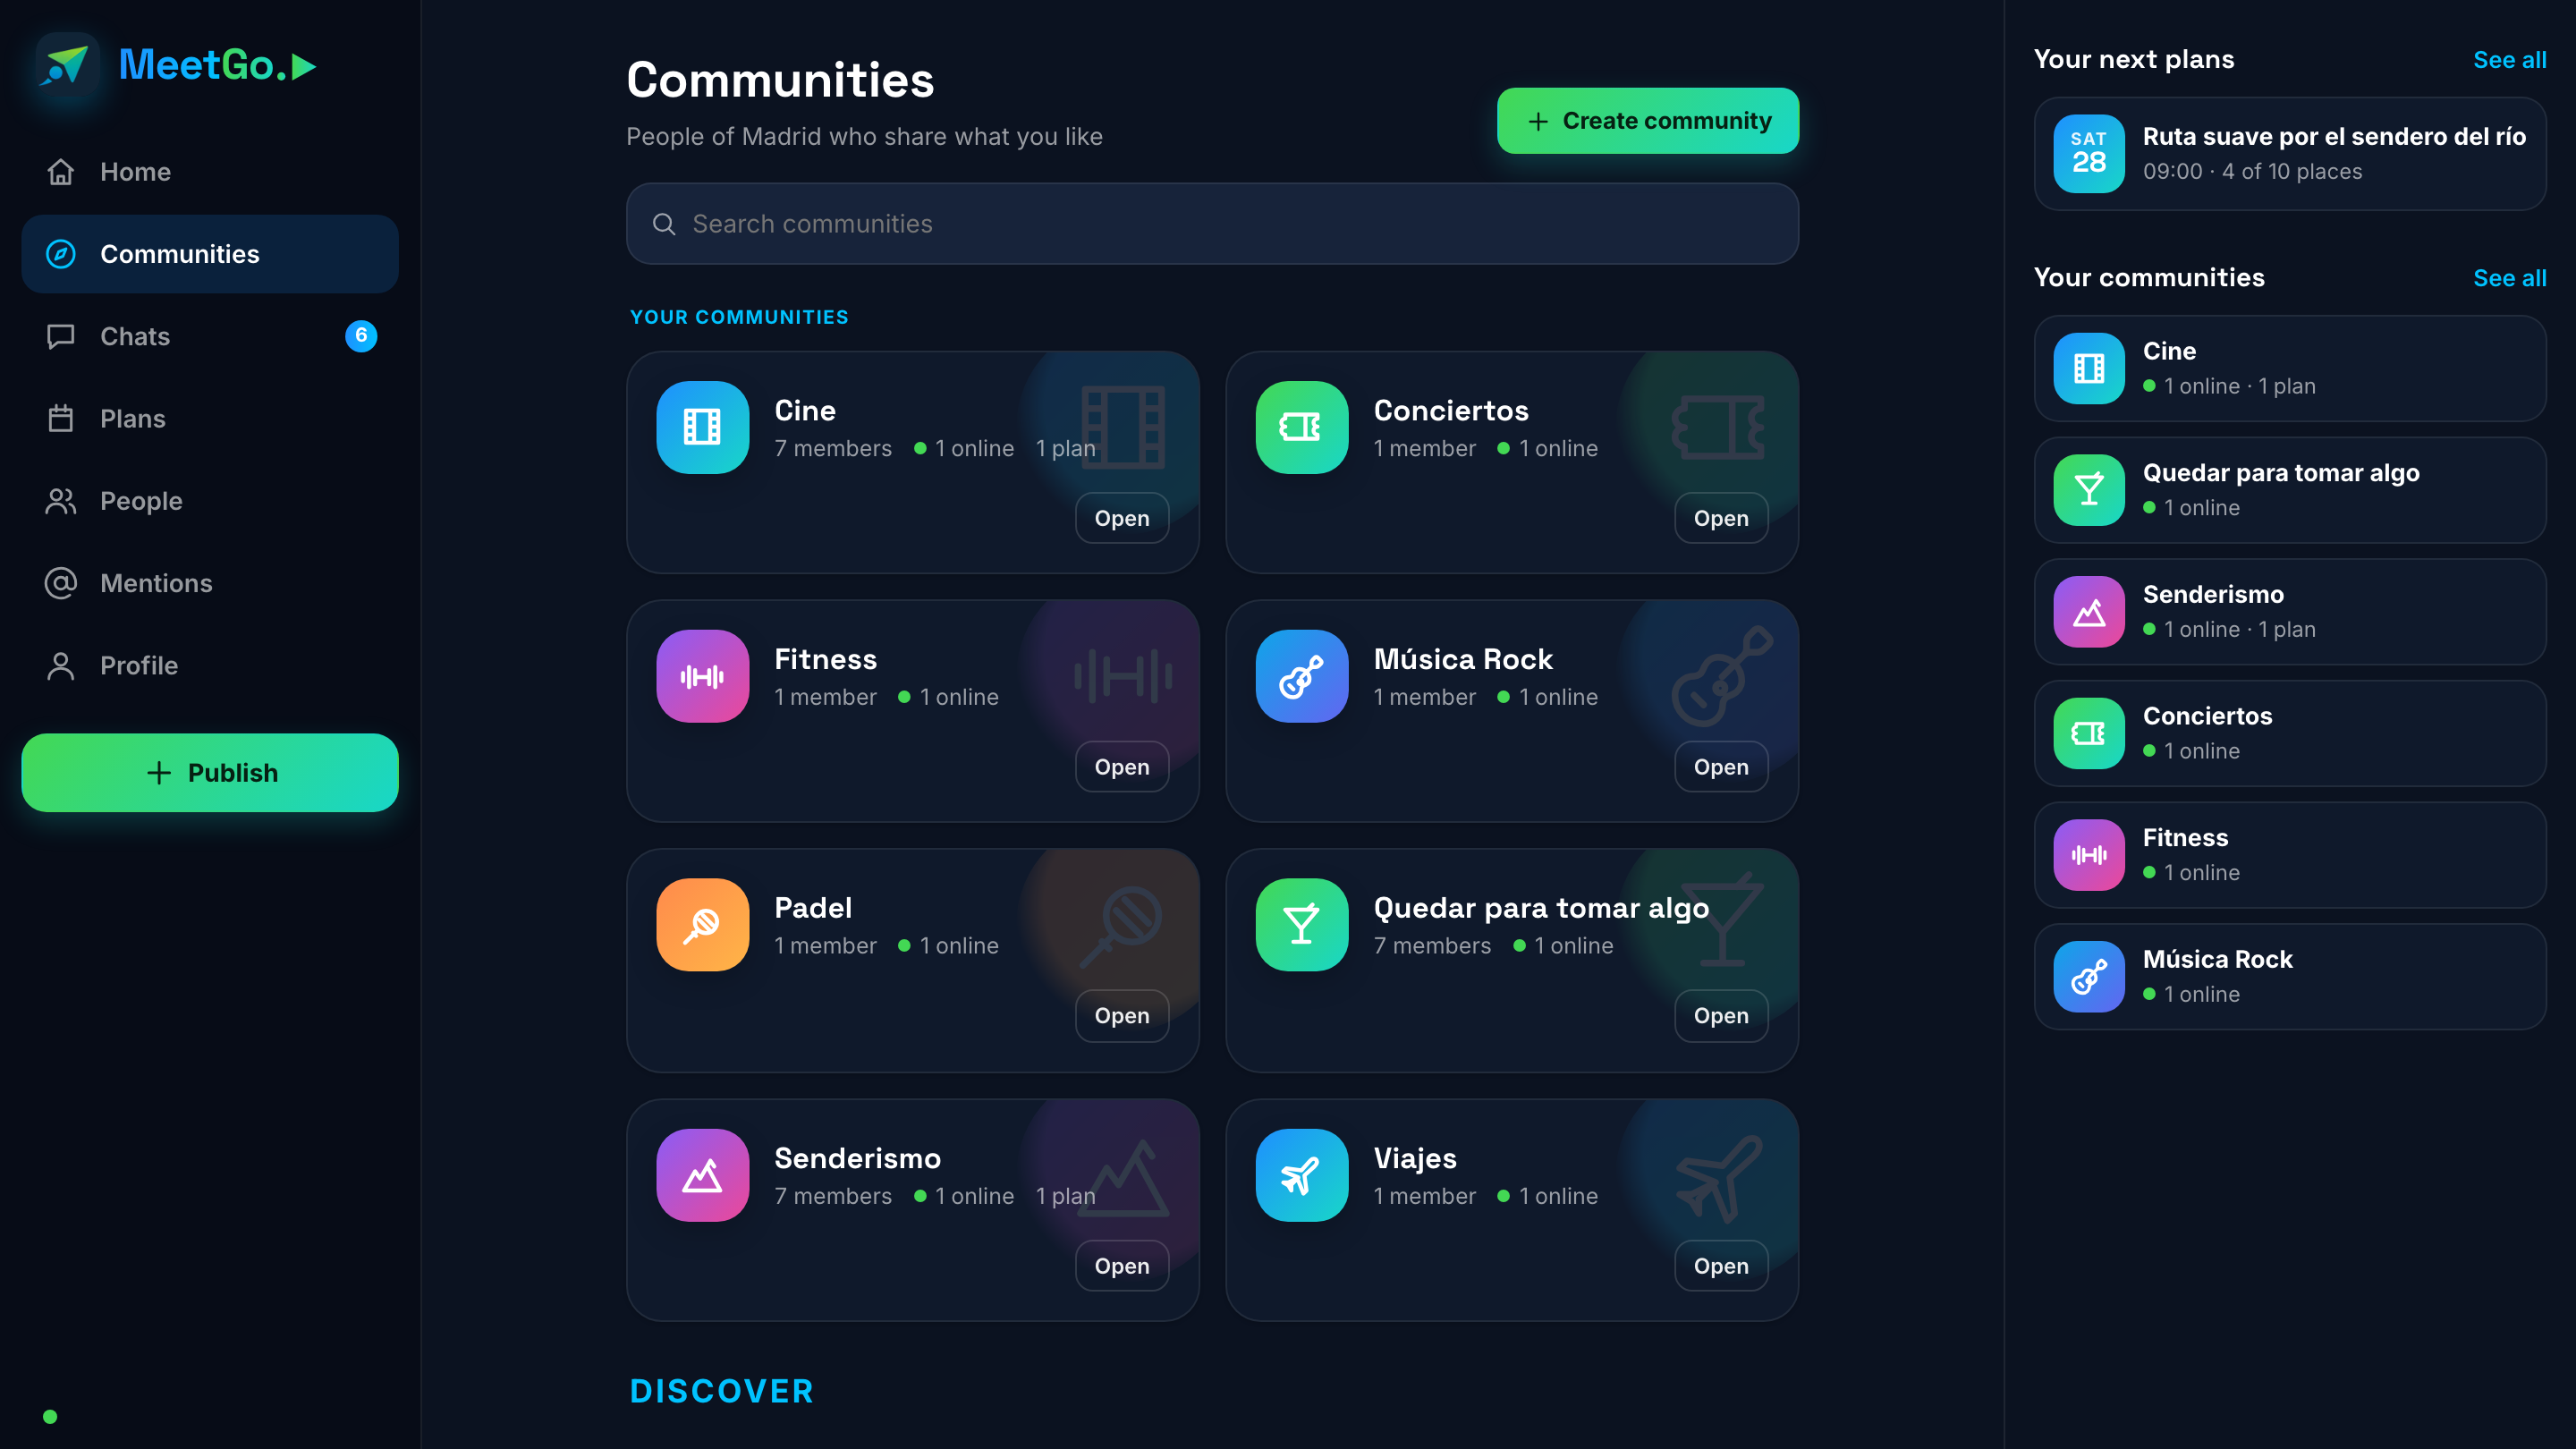 MeetGo.
Home
Communities
Chats
6
Plans
People
Mentions
Profile
Publish
Communities
People of Madrid who share what you like
Create community
Search communities
YOUR COMMUNITIES
Cine
7 members 1 online 1 plan
Open
Conciertos
1 member 1 online
Open
Fitness
1 member 1 online
Open
Música Rock
1 member 1 online
Open
Padel
1 member 1 online
Open
Quedar para tomar algo
7 members 1 online
Open
Senderismo
7 members 1 online 1 plan
Open
Viajes
1 member 1 online
Open
DISCOVER
Your next plans
See all
SAT
28
Ruta suave por el sendero del río
09:00 · 4 of 10 places
Your communities
See all
Cine
1 online · 1 plan
Quedar para tomar algo
1 online
Senderismo
1 online · 1 plan
Conciertos
1 online
Fitness
1 online
Música Rock
1 online